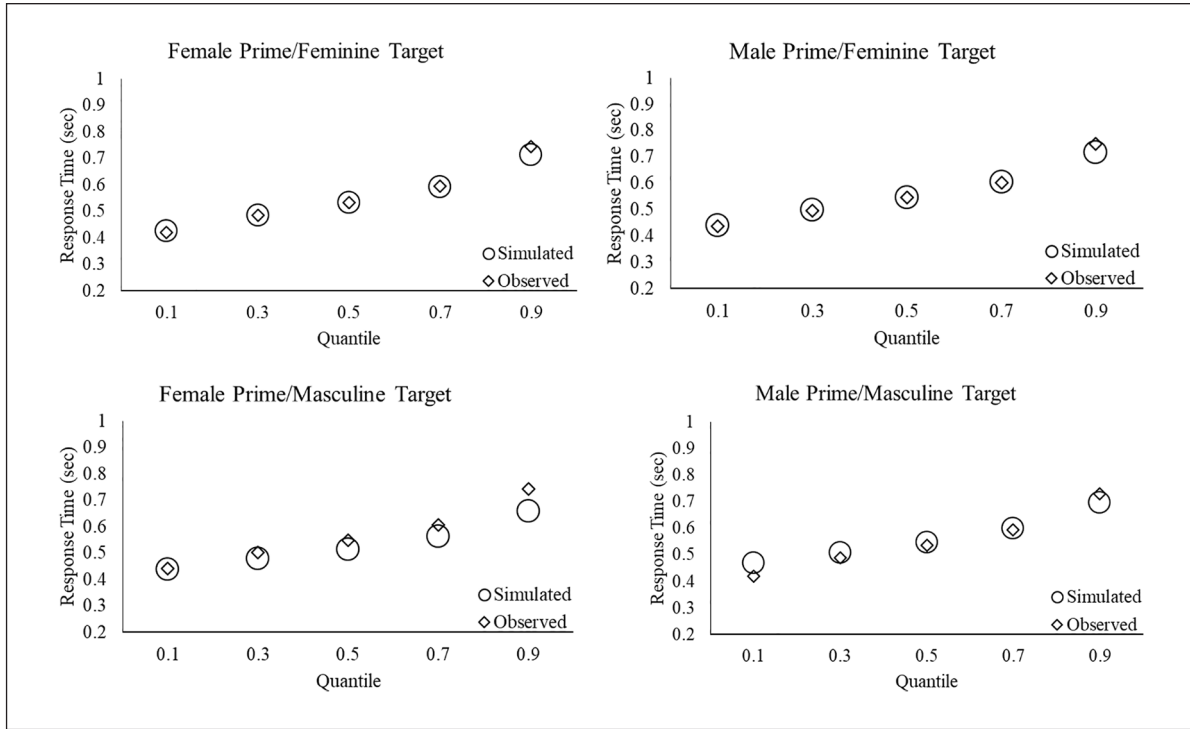 Female Prime/Feminine Target
Response Time (sec)
1
0.9
0.8
0.7
0.6
0.5
0.4
0.3
0.2
Simulated
Observed
0.1 0.3 0.5 0.7 0.9
Quantile
Male Prime/Feminine Target
Response Time (sec)
1
0.9
0.8
0.7
0.6
0.5
0.4
0.3
0.2
Simulated
Observed
0.1 0.3 0.5 0.7 0.9
Quantile
Female Prime/Masculine Target
Response Time (sec)
1
0.9
0.8
0.7
0.6
0.5
0.4
0.3
0.2
Simulated
Observed
0.1 0.3 0.5 0.7 0.9
Quantile
Male Prime/Masculine Target
Response Time (sec)
1
0.9
0.8
0.7
0.6
0.5
0.4
0.3
0.2
Simulated
Observed
0.1 0.3 0.5 0.7 0.9
Quantile